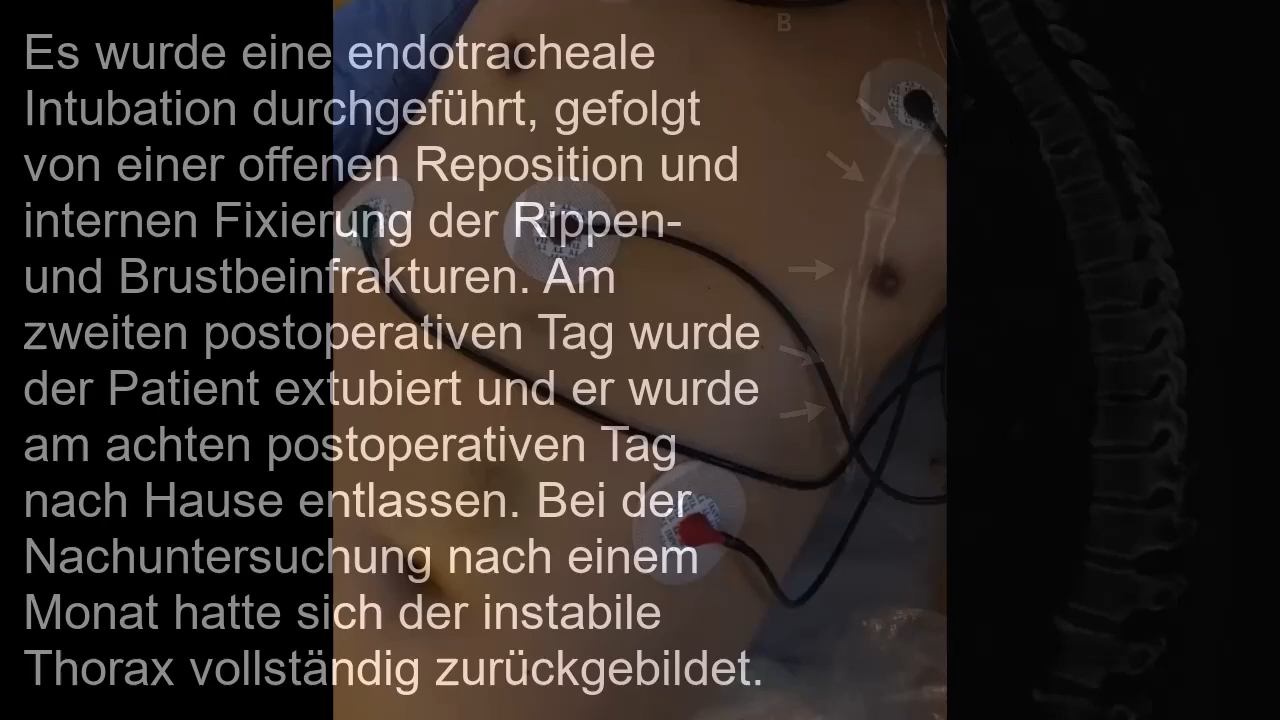 B
Es wurde eine endotracheale
Intubation durchgeführt, gefolgt
von einer offenen Reposition und
internen Fixierung der Rippen-
und Brustbeinfrakturen. Am
zweiten postoperativen Tag wurde
der Patient extubiert und er wurde
am achten postoperativen Tag
nach Hause entlassen. Bei der
Nachuntersuchung nach einem
Monat hatte sich der instabile
Thorax vollständig zurückgebildet.